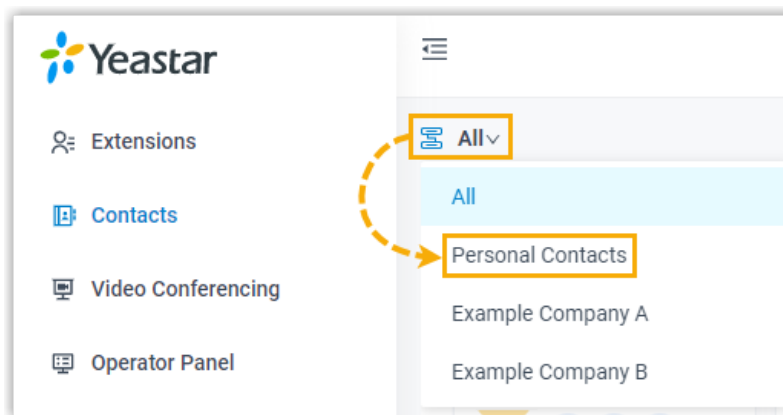 Yeastar
Extensions
Contacts
Video Conferencing
Operator Panel
All
All
Personal Contacts
Example Company A
Example Company B